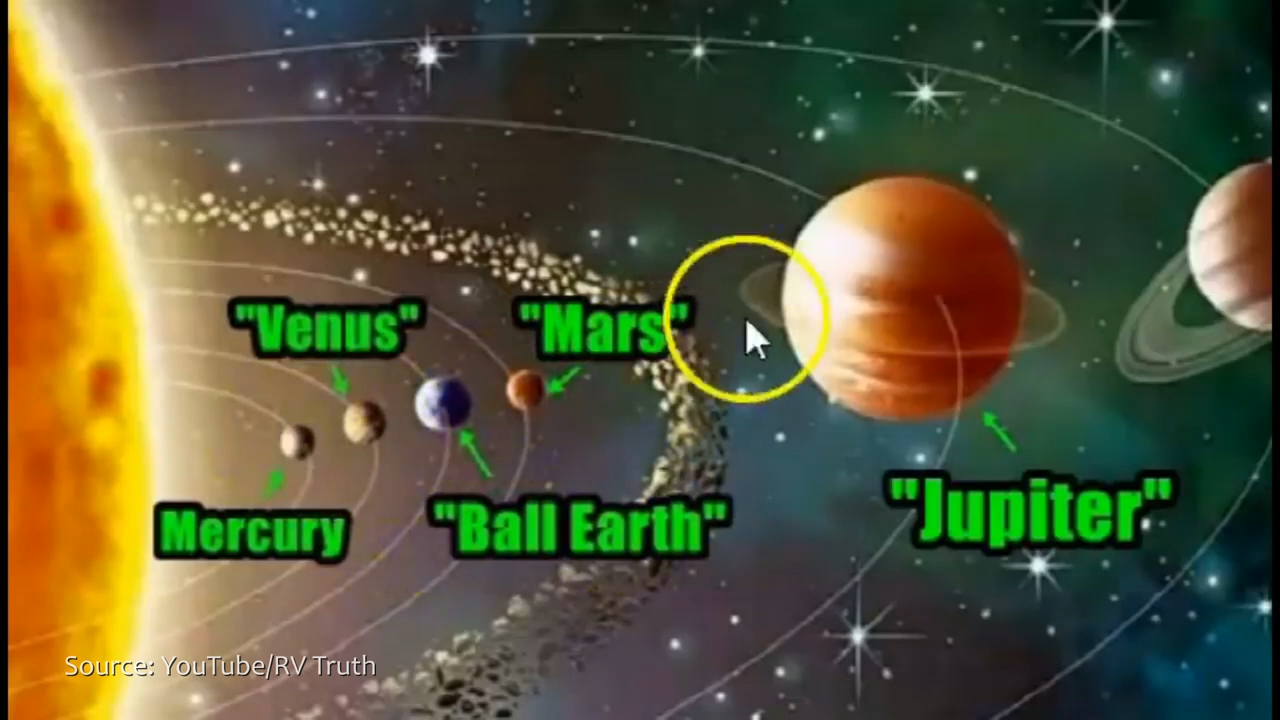 "Venus"
"Mars"
Mercury
"Ball Earth"
"Jupiter"
Source: YouTube/RV Truth